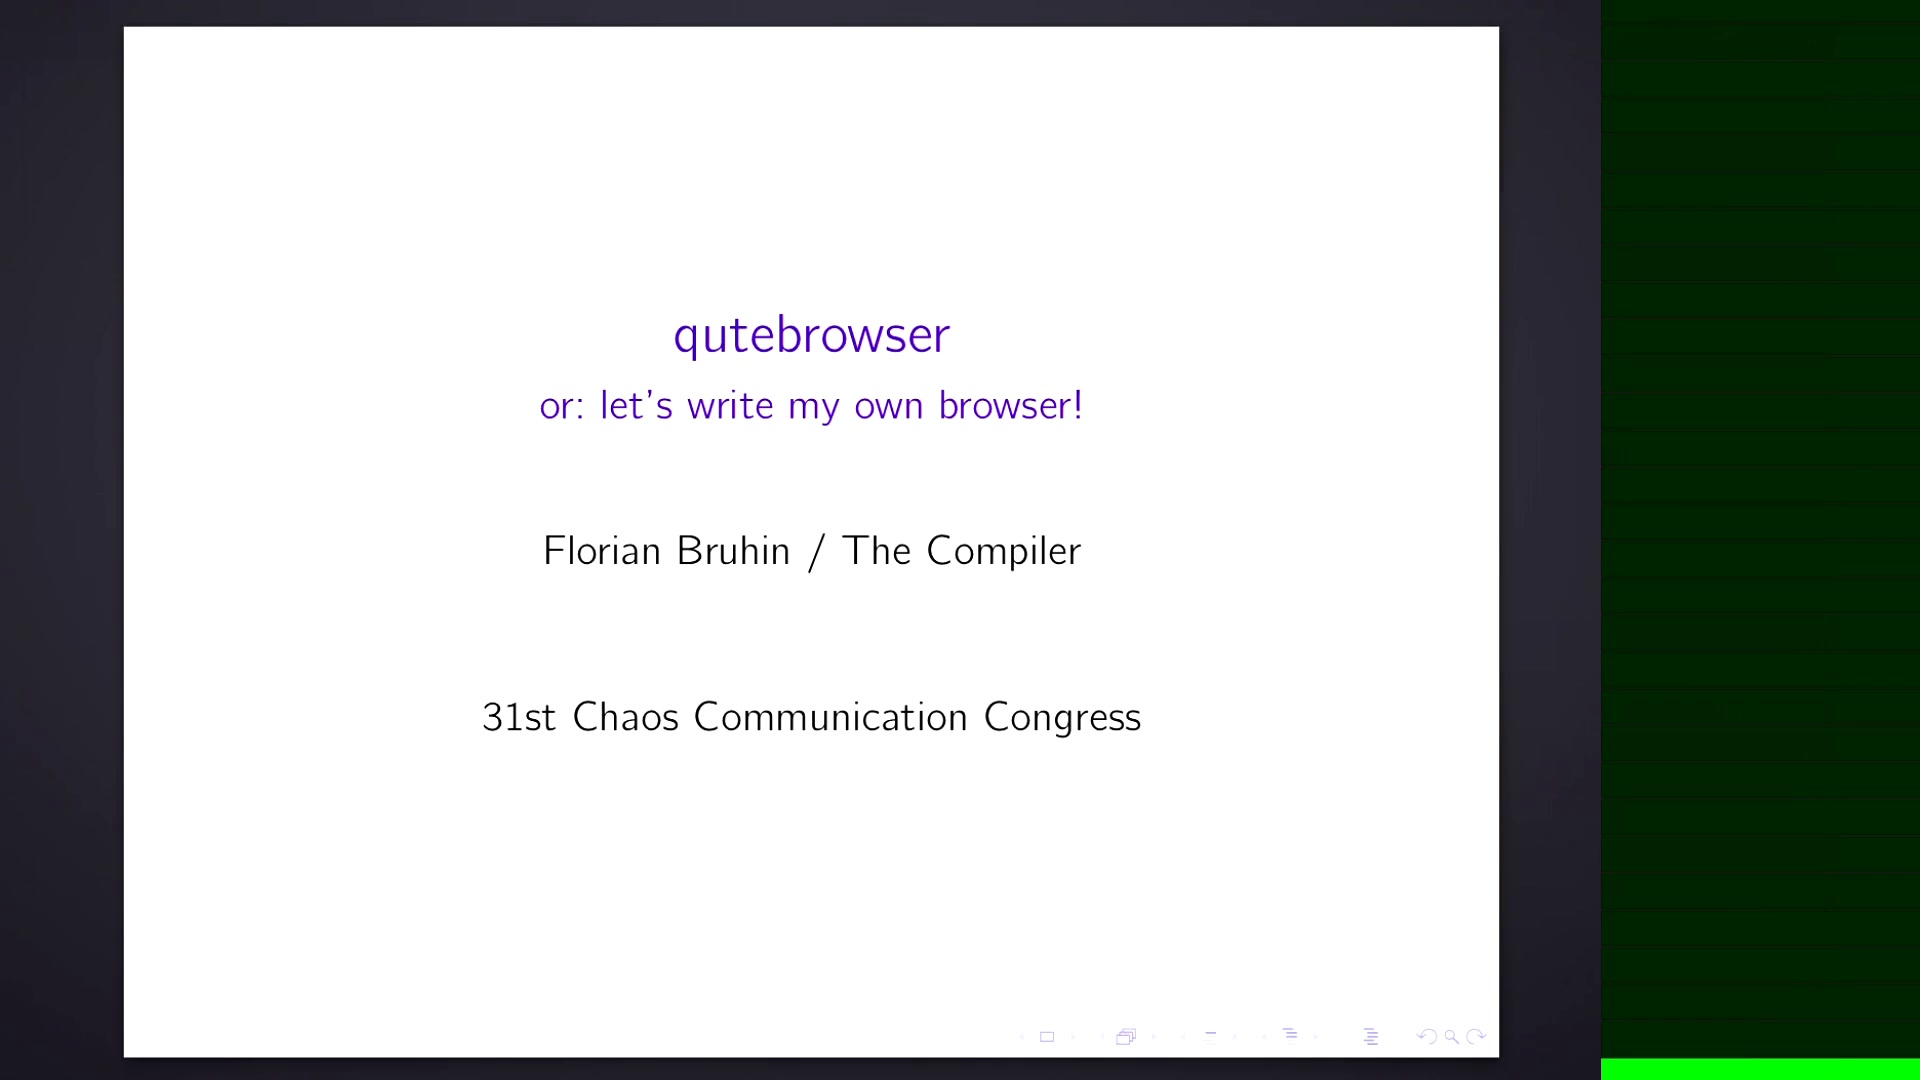 qutebrowser
or: let's write my own browser!
Florian Bruhin / The Compiler
31st Chaos Communication Congress